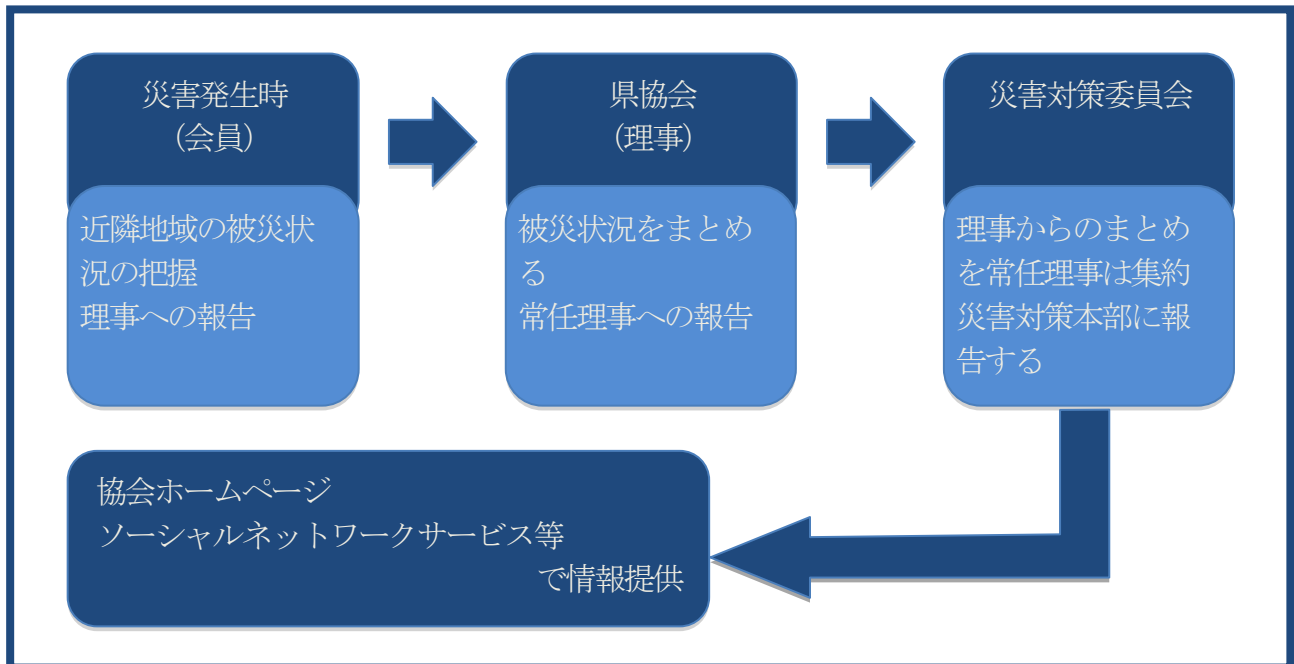 災害発生時
(会員)
近隣地域の被災状
況の把握
理事への報告
県協会
(理事)
被災状況をまとめ
る
常任理事への報告
災害対策委員会
理事からのまとめ
を常任理事は集約
災害対策本部に報
告する
協会ホームページ
ソーシャルネットワークサービス等
で情報提供